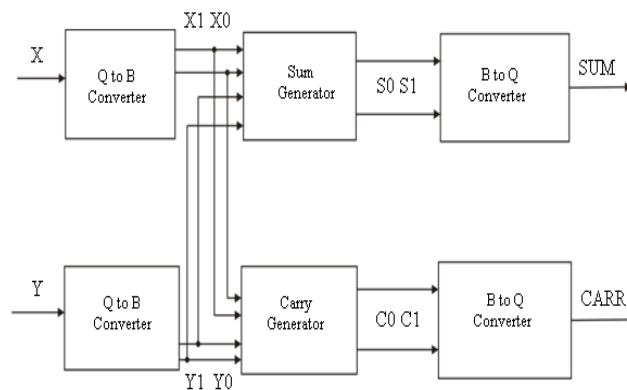 X1 X0
X
Q to B
Converter
Sum
Generator
S0 S1
B to Q
Converter
SUM
Y
Q to B
Converter
Y1 Y0
Carry
Generator
C0 C1
B to Q
Converter
CARR